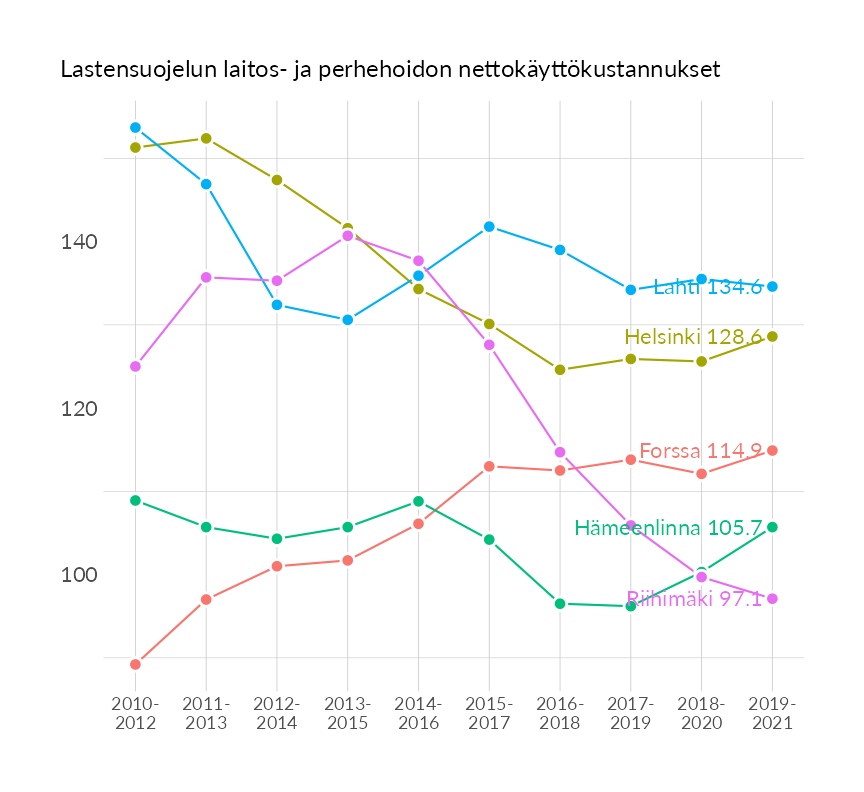 Lastensuojelun laitos- ja perhehoidon nettokäyttökustannukset
140
Lahti 134.6
Helsinki 128.6
120
Forssa 114.9
Hämeenlinna 105.7
100
Riihimäki 97.1
2010- 2011- 2012- 2013- 2014- 2015- 2016- 2017- 2018- 2019-
2012 2013 2014 2015 2016 2017 2018 2019 2020 2021